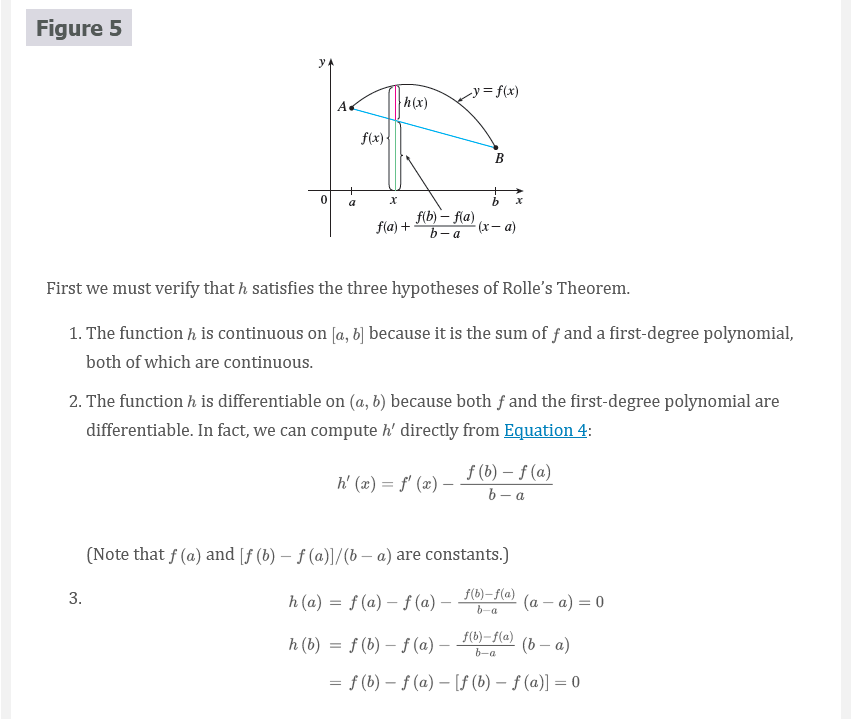 Figure 5
y
y = f(x)
h(x)
A
f(x)
B
0 a x b x
f(a) + \frac{f(b) − f(a)}{b − a} (x − a)
First we must verify that h satisfies the three hypotheses of Rolle’s Theorem.
1. The function h is continuous on [a, b] because it is the sum of f and a first-degree polynomial,
both of which are continuous.
2. The function h is differentiable on (a, b) because both f and the first-degree polynomial are
differentiable. In fact, we can compute h′ directly from Equation 4:
h′ (x) = f′ (x) − \frac{f (b) − f (a)}{b − a}
(Note that f (a) and [f (b) − f (a)]/(b − a) are constants.)
3. h (a) = f (a) − f (a) − \frac{f(b)−f(a)}{b−a} (a − a) = 0
h (b) = f (b) − f (a) − \frac{f(b)−f(a)}{b−a} (b − a)
= f (b) − f (a) − [f (b) − f (a)] = 0